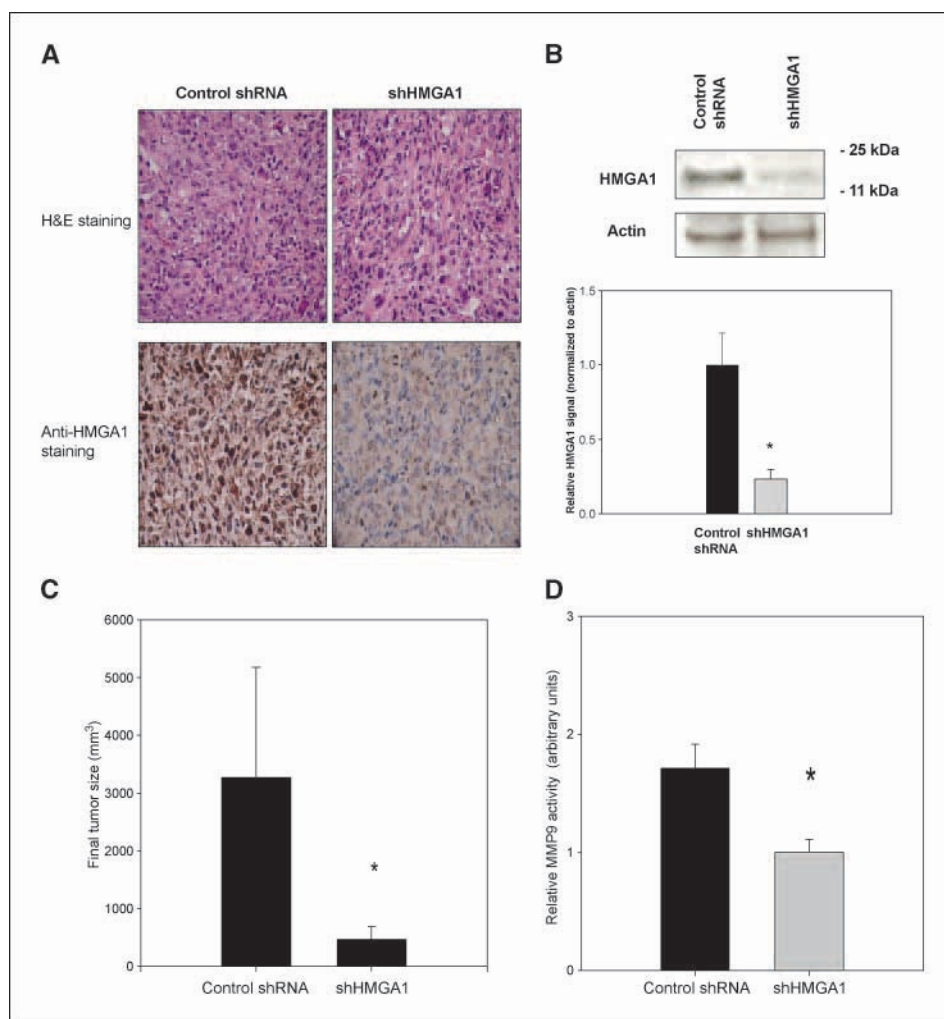 A
Control shRNA
shHMGA1
H&E staining
Anti-HMGA1
staining
B
Control
shRNA
shHMGA1
HMGA1
- 25 kDa
- 11 kDa
Actin
Relative HMGA1 signal (normalized to actin)
1.5
1.0
0.5
0.0
*
Control
shRNA
shHMGA1
C
Final tumor size (mm³)
6000
5000
4000
3000
2000
1000
0
*
Control shRNA
shHMGA1
D
Relative MMP9 activity (arbitrary units)
3
2
1
0
*
Control shRNA
shHMGA1